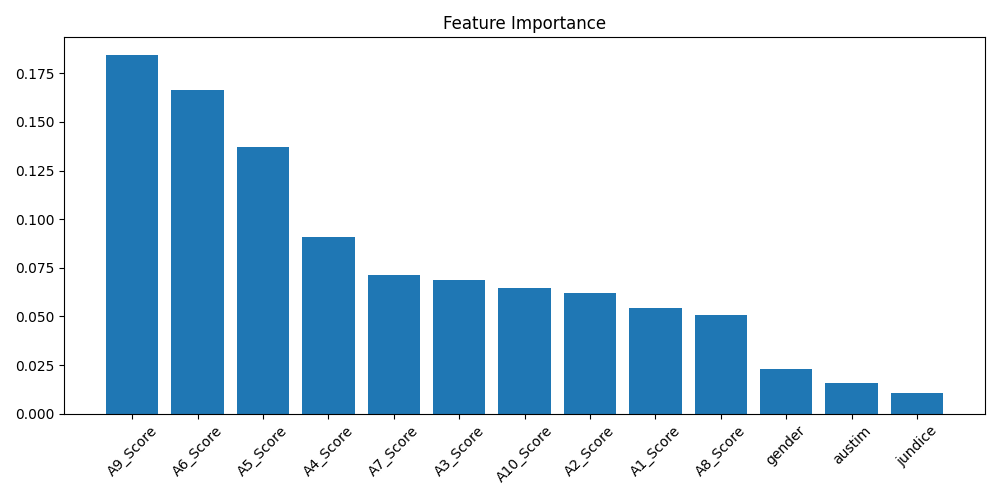 Feature Importance
0.175
0.150
0.125
0.100
0.075
0.050
0.025
0.000
A9_Score
A6_Score
A5_Score
A4_Score
A7_Score
A3_Score
A10_Score
A2_Score
A1_Score
A8_Score
gender
austim
jundice